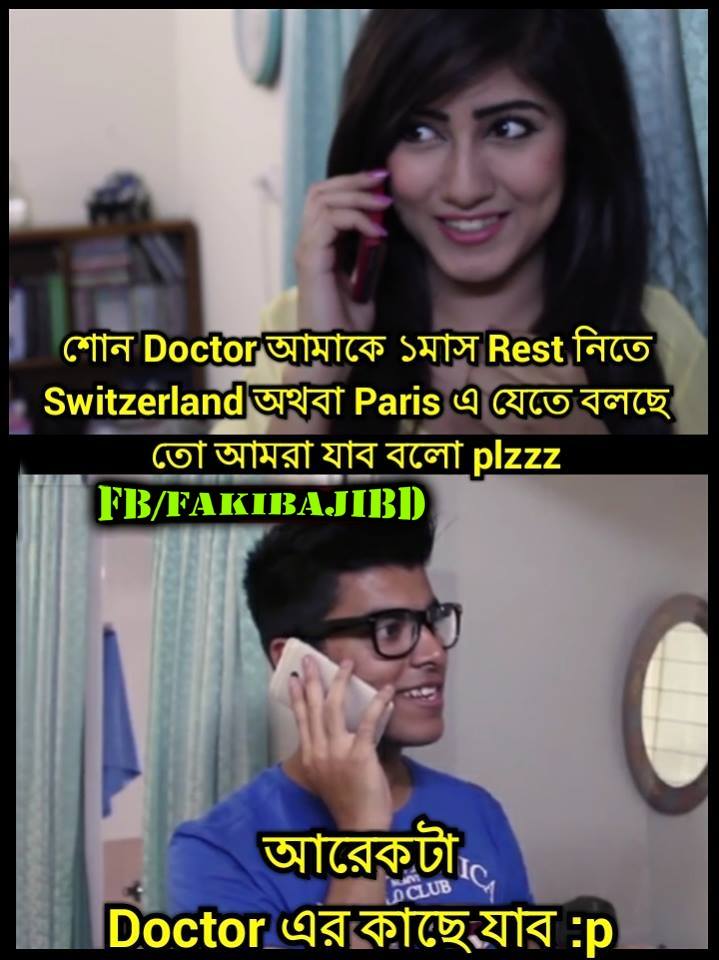 শোন Doctor আমাকে ১মাস Rest নিতে
Switzerland অথবা Paris এ যেতে বলছে
তো আমরা যাব বলো plzzz
FB/FAKIBAJIBD
আরেকটা
Doctor এর কাছে যাব :p